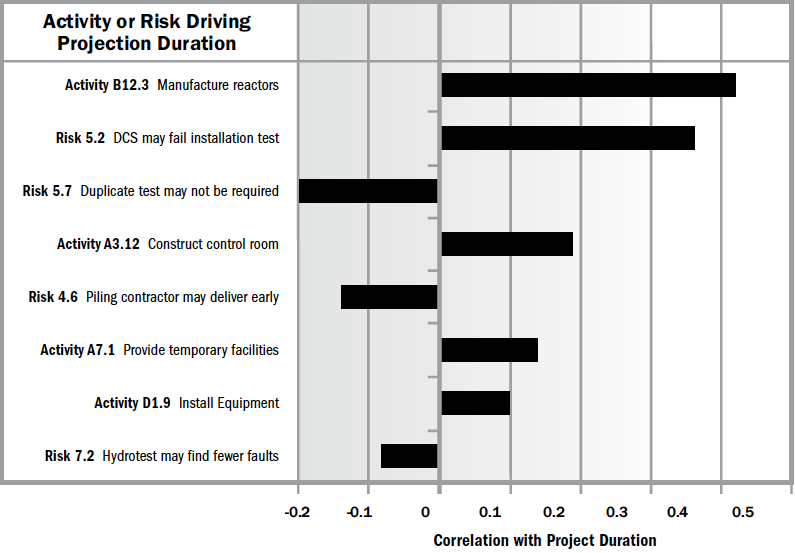 Activity or Risk Driving
Projection Duration
Activity B12.3 Manufacture reactors
Risk 5.2 DCS may fail installation test
Risk 5.7 Duplicate test may not be required
Activity A3.12 Construct control room
Risk 4.6 Piling contractor may deliver early
Activity A7.1 Provide temporary facilities
Activity D1.9 Install Equipment
Risk 7.2 Hydrotest may find fewer faults
-0.2 -0.1 0 0.1 0.2 0.3 0.4 0.5
Correlation with Project Duration